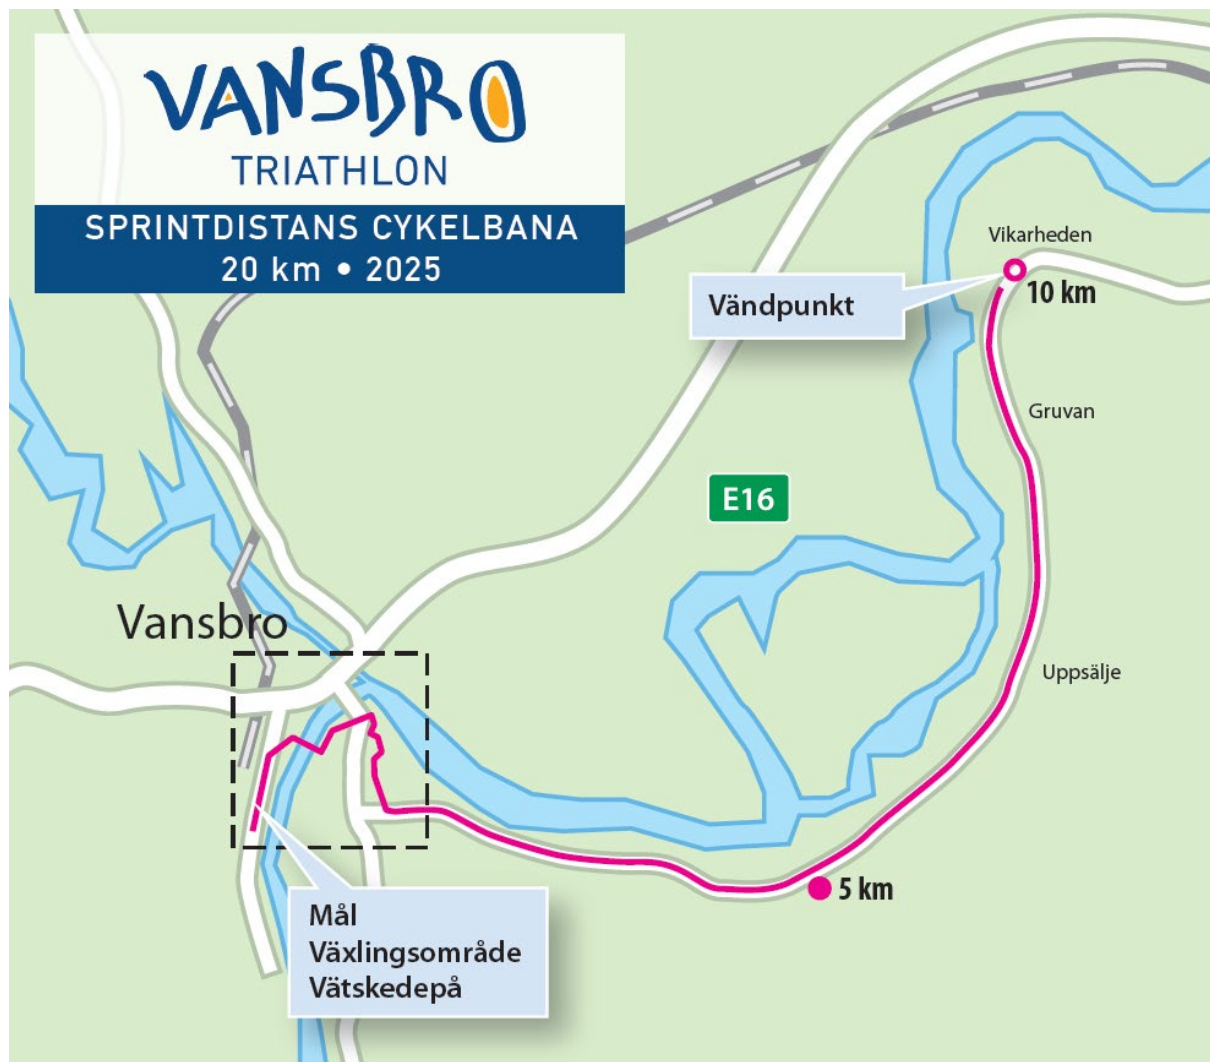 VANSBRO
TRIATHLON
SPRINTDISTANS CYKELBANA
20 km • 2025
Vikarheden
10 km
Vändpunkt
Gruvan
E16
Vansbro
Uppsälje
5 km
Mål
Växlingsområde
Vätskedepå